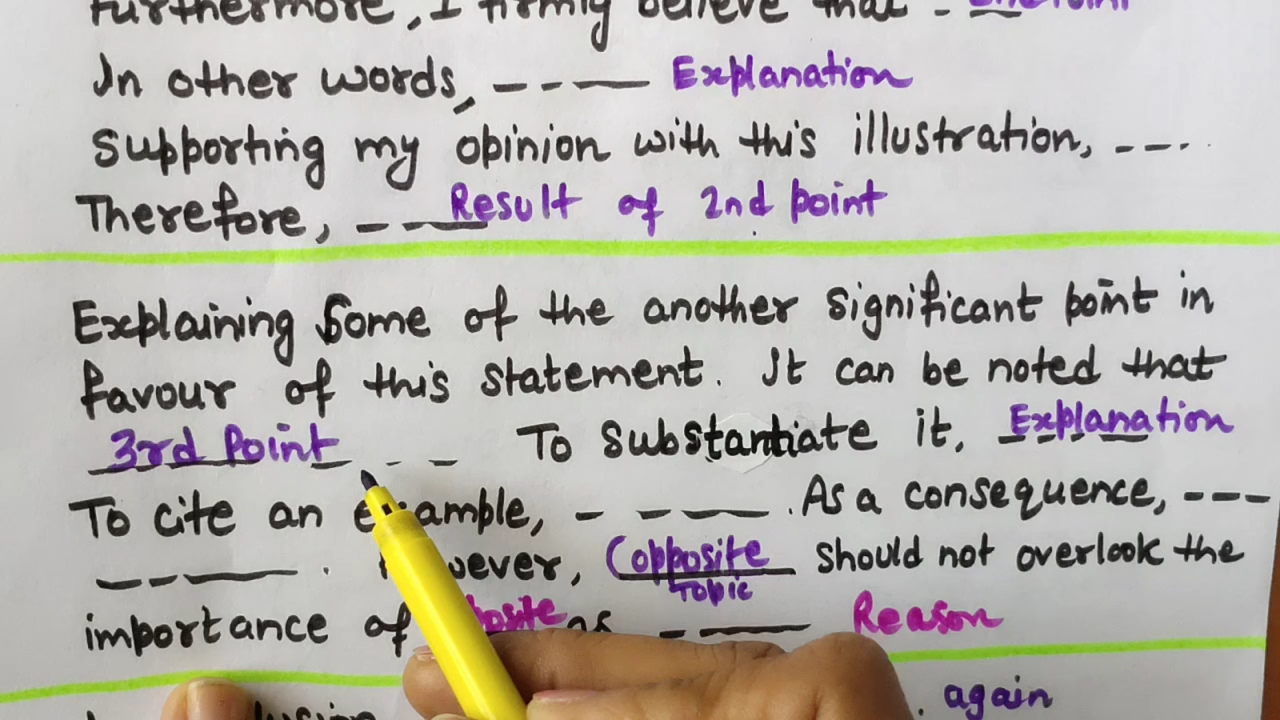 Furthermore, I firmly believe that - —
In other words, ----- Explanation
Supporting my opinion with this illustration, ---.
Therefore, --- Result of 2nd point
Explaining Some of the another significant point in
favour of this statement. It can be noted that
3rd Point - - - To Substantiate it, Explanation
To cite an example, - --- . As a consequence, ---
----- . However, (opposite Topic should not overlook the
importance of as ---- Reason
. again